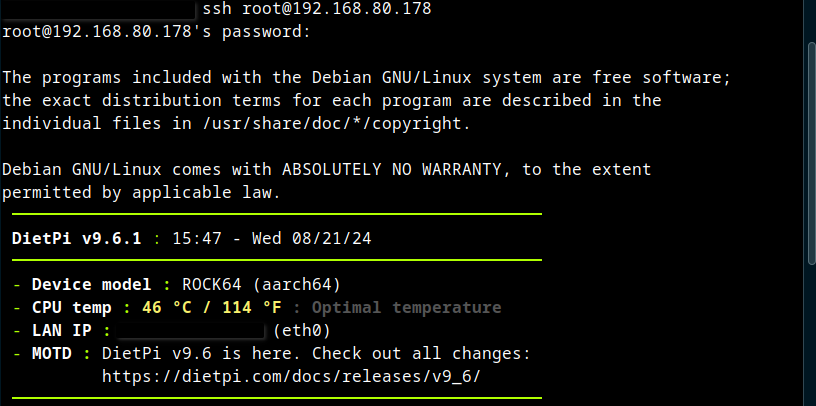 ssh root@192.168.80.178
root@192.168.80.178's password:
The programs included with the Debian GNU/Linux system are free software;
the exact distribution terms for each program are described in the
individual files in /usr/share/doc/*/copyright.
Debian GNU/Linux comes with ABSOLUTELY NO WARRANTY, to the extent
permitted by applicable law.
DietPi v9.6.1 : 15:47 - Wed 08/21/24
- Device model : ROCK64 (aarch64)
- CPU temp : 46 °C / 114 °F : Optimal temperature
- LAN IP : (eth0)
- MOTD : DietPi v9.6 is here. Check out all changes:
https://dietpi.com/docs/releases/v9_6/